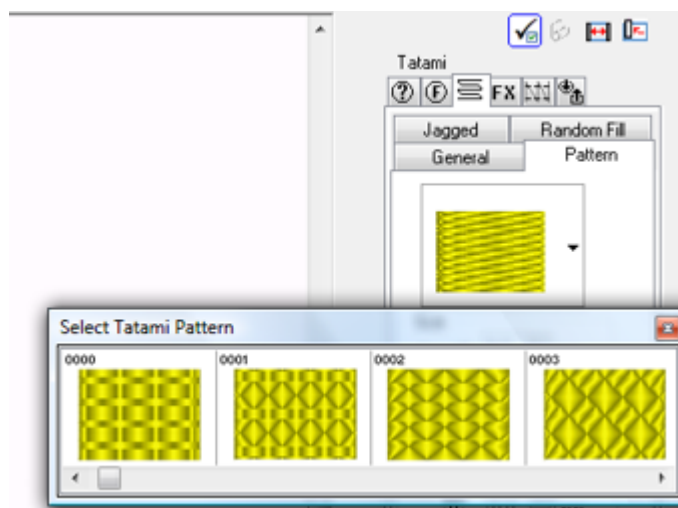 Tatami
? F FX
Jagged Random Fill
General Pattern
Select Tatami Pattern
0000 0001 0002 0003